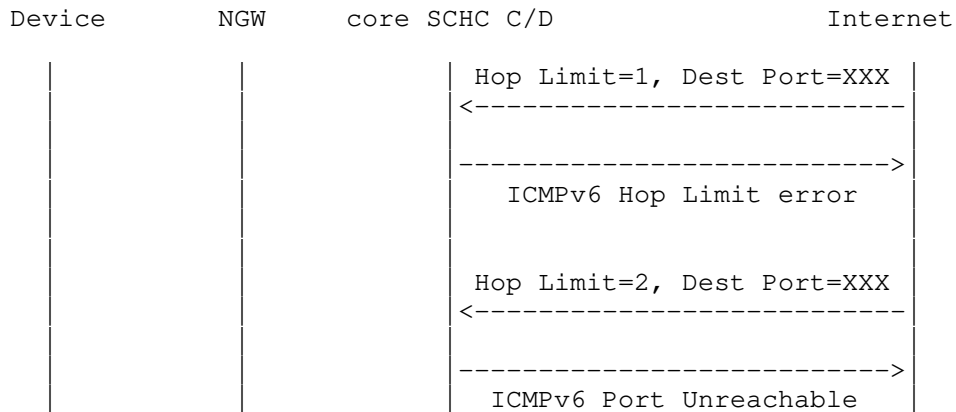 Device NGW core SCHC C/D Internet
Hop Limit=1, Dest Port=XXX
ICMPv6 Hop Limit error
Hop Limit=2, Dest Port=XXX
ICMPv6 Port Unreachable